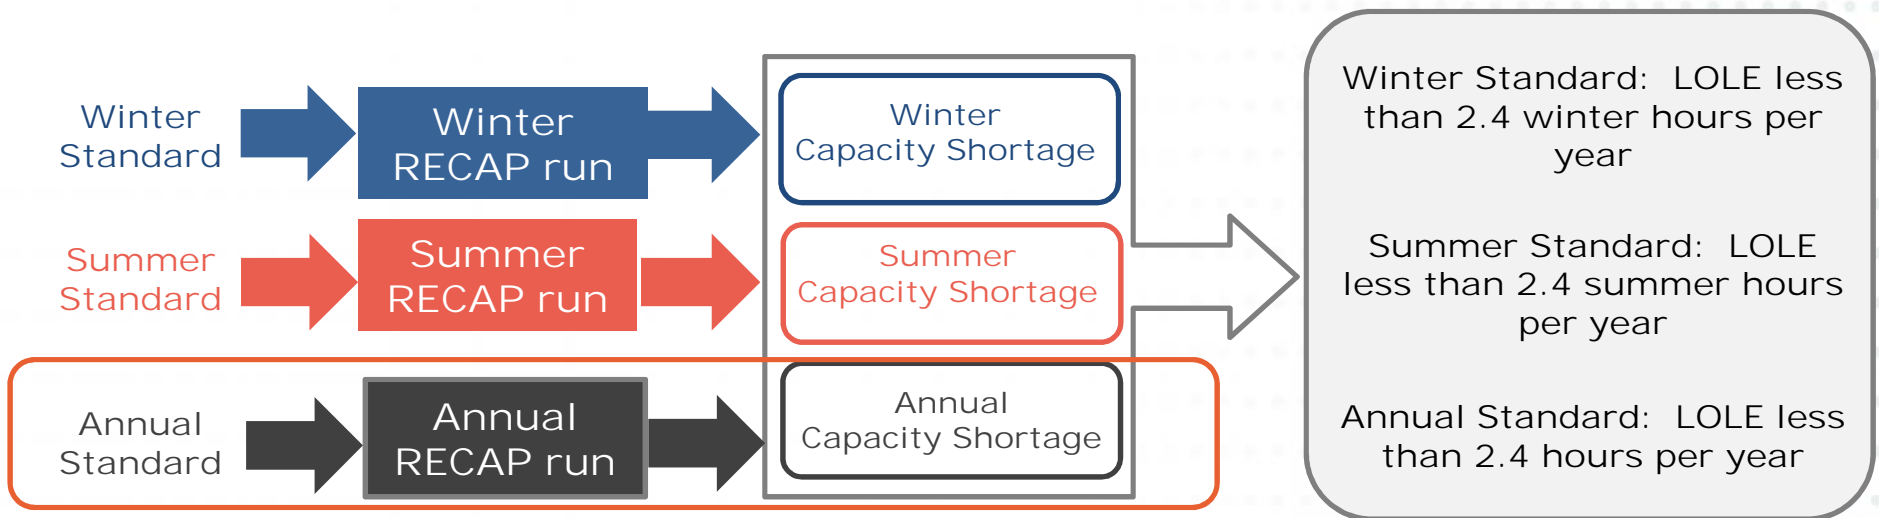 Winter
Standard
Winter
RECAP run
Winter
Capacity Shortage
Summer
Standard
Summer
RECAP run
Summer
Capacity Shortage
Annual
Standard
Annual
RECAP run
Annual
Capacity Shortage
Winter Standard:  LOLE less
than 2.4 winter hours per
year
Summer Standard:  LOLE
less than 2.4 summer hours
per year
Annual Standard:  LOLE less
than 2.4 hours per year